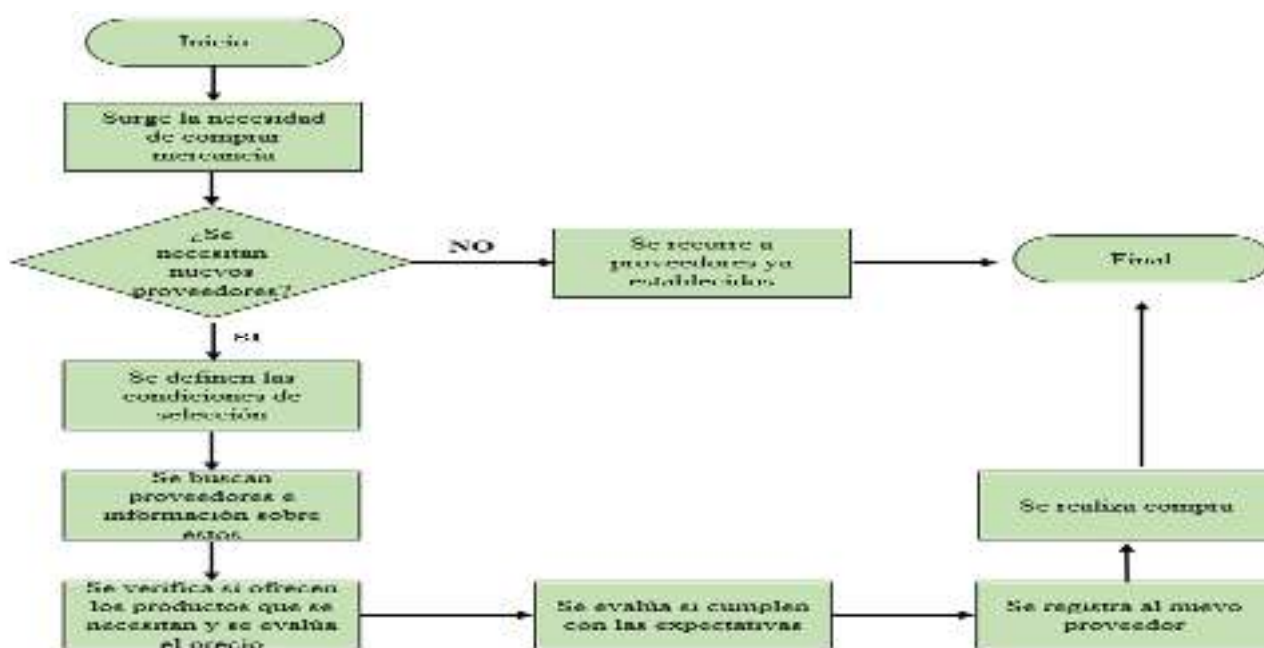 Inicio
Surge la necesidad
de comprar
mercancía
¿Se
necesitan
nuevos
proveedores?
NO
Se recurre a
proveedores ya
establecidos
Final
SI
Se definen las
condiciones de
selección
Se buscan
proveedores e
información sobre
éstos
Se realiza compra
Se verifica si ofrecen
los productos que se
necesitan y se evalúa
el precio
Se evalúa si cumplen
con las expectativas
Se registra al nuevo
proveedor